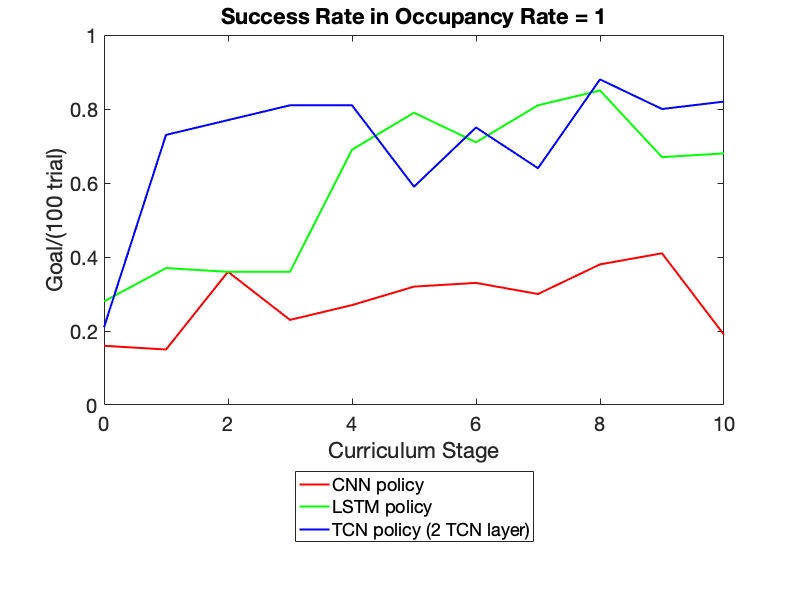 Success Rate in Occupancy Rate = 1
Goal/(100 trial)
1
0.8
0.6
0.4
0.2
0
0 2 4 6 8 10
Curriculum Stage
CNN policy
LSTM policy
TCN policy (2 TCN layer)